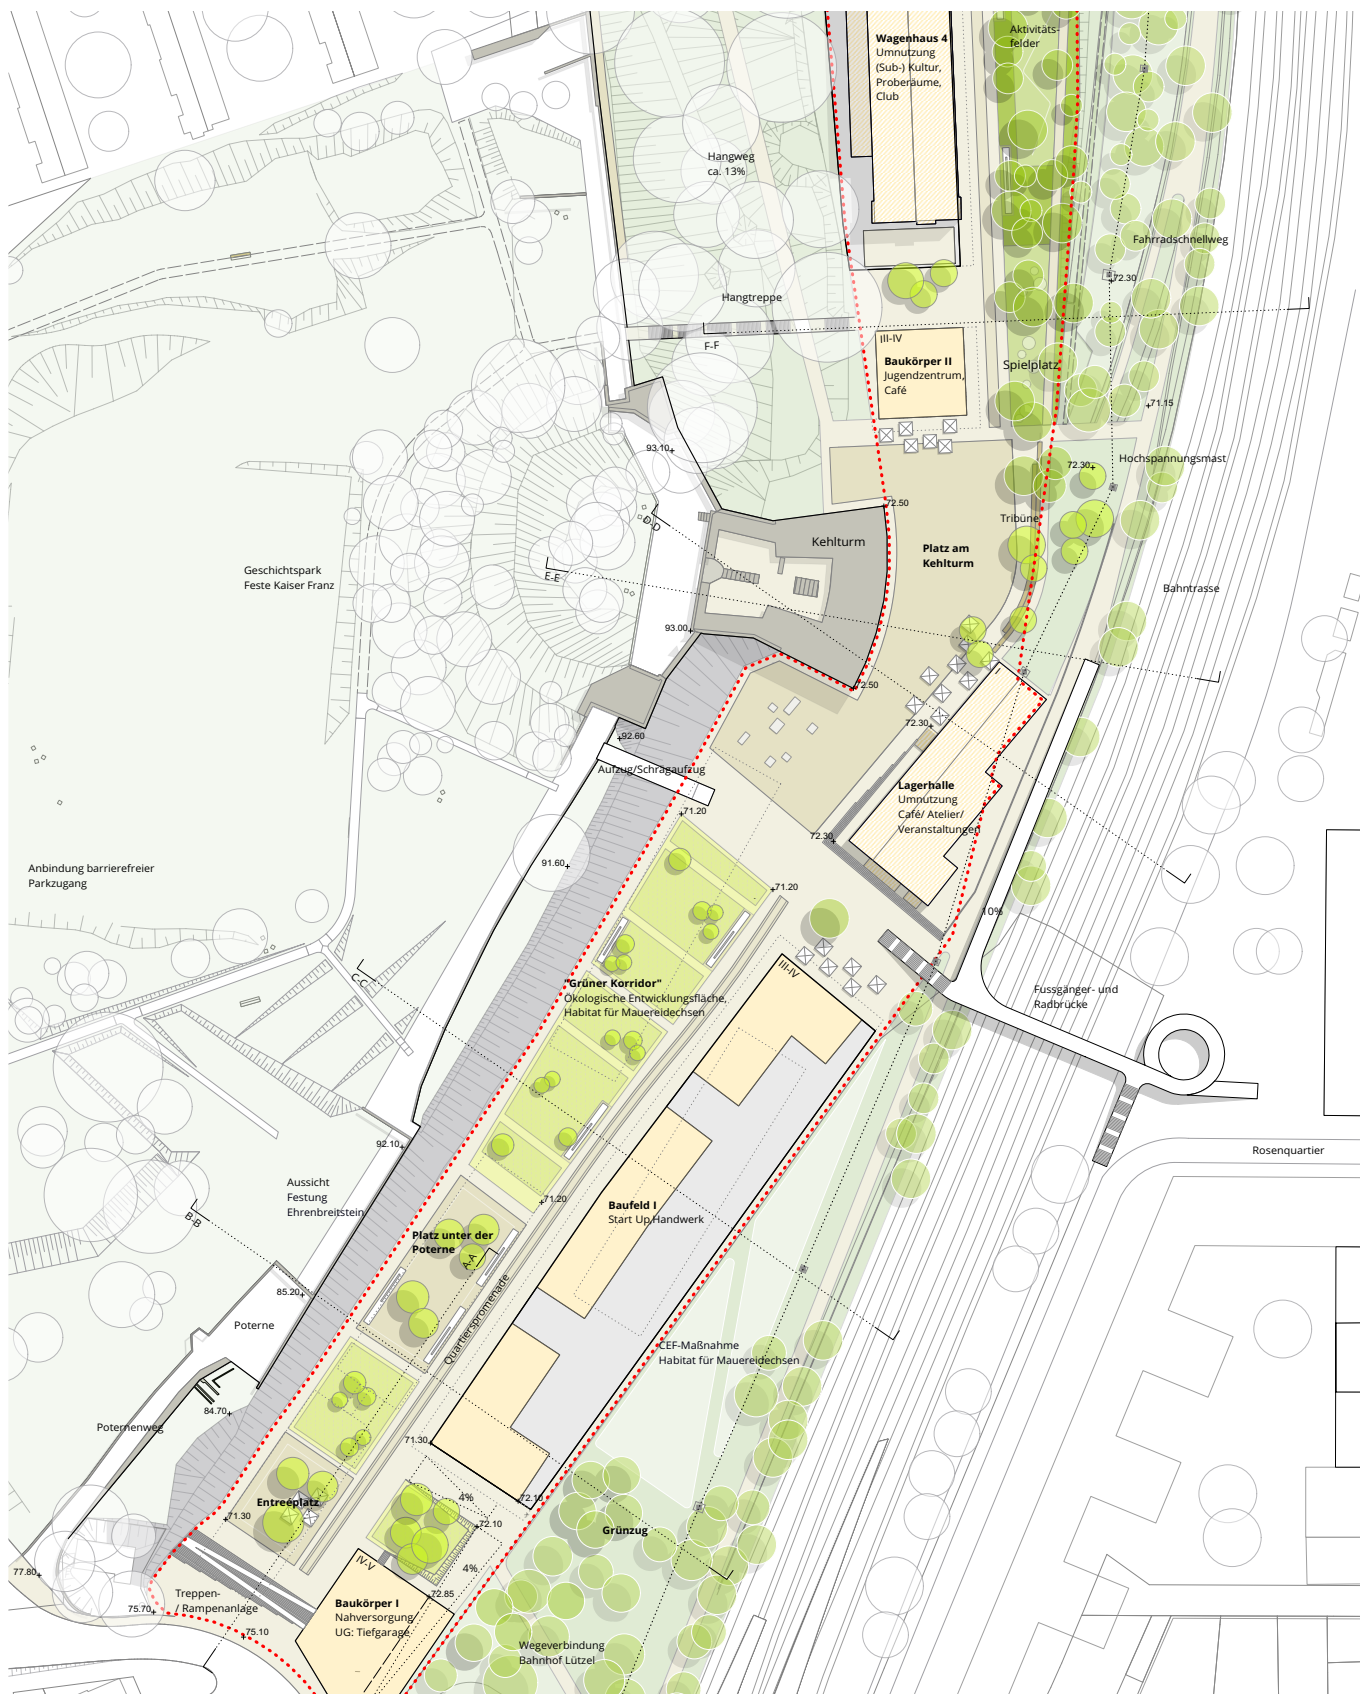 Wagenhaus 4
Umnutzung
(Sub-) Kultur,
Proberäume,
Club
Aktivitäts-
felder
Hangweg
ca. 13%
Fahrradschnellweg
72.30
Hangtreppe
F-F
III-IV
Baukörper II
Jugendzentrum,
Café
Spielplatz
71.15
93.10
72.30
Hochspannungsmast
72.50
D-D
Tribüne
Kehlturm
Platz am
Kehlturm
Geschichtspark
Feste Kaiser Franz
E-E
Bahntrasse
93.00
72.50
72.30
92.60
Aufzug/Schrägaufzug
Lagerhalle
Umnutzung
Café/ Atelier/
Veranstaltungen
71.20
72.30
91.60
Anbindung barrierefreier
Parkzugang
71.20
10%
C-C
III-IV
"Grüner Korridor"
Ökologische Entwicklungsfläche,
Habitat für Mauereidechsen
Fussgänger- und
Radbrücke
92.10
Rosenquartier
Aussicht
Festung
Ehrenbreitstein
71.20
Baufeld I
Start Up,Handwerk
B-B
Platz unter der
Poterne
A-A
85.20
Quartierspromenade
Poterne
CEF-Maßnahme
Habitat für Mauereidechsen
84.70
Poternenweg
71.30
4%
72.10
Entreéplatz
71.30
72.10
Grünzug
IV-V
4%
77.80
72.85
Treppen-
/ Rampenanlage
75.70
Baukörper I
Nahversorgung
UG: Tiefgarage
75.10
Wegeverbindung
Bahnhof Lützel